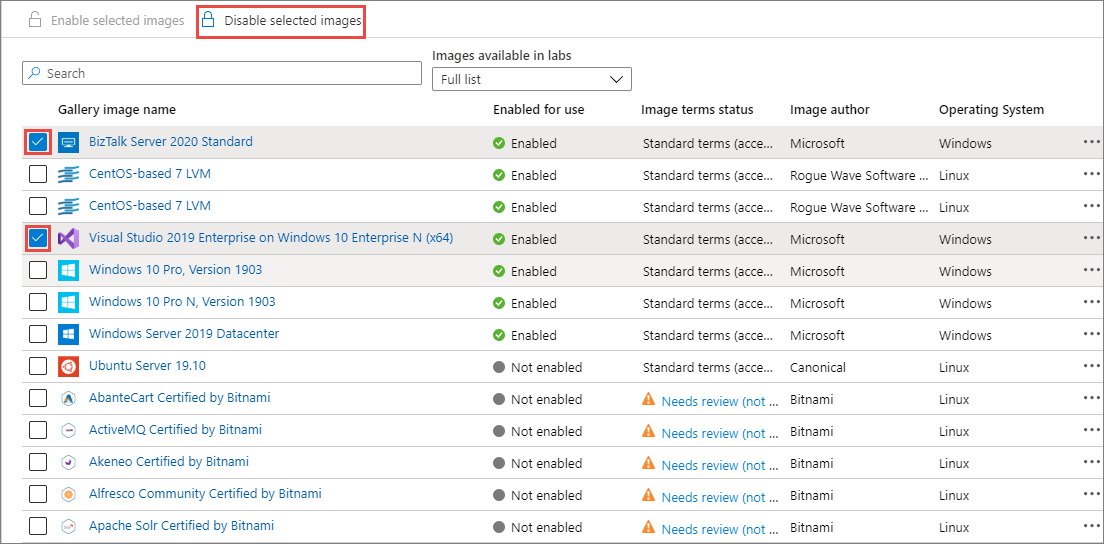 Enable selected images Disable selected images
Images available in labs
Search Full list
Gallery image name Enabled for use Image terms status Image author Operating System
BizTalk Server 2020 Standard Enabled Standard terms (acce... Microsoft Windows
CentOS-based 7 LVM Enabled Standard terms (acce... Rogue Wave Software ... Linux
CentOS-based 7 LVM Enabled Standard terms (acce... Rogue Wave Software ... Linux
Visual Studio 2019 Enterprise on Windows 10 Enterprise N (x64) Enabled Standard terms (acce... Microsoft Windows
Windows 10 Pro, Version 1903 Enabled Standard terms (acce... Microsoft Windows
Windows 10 Pro N, Version 1903 Enabled Standard terms (acce... Microsoft Windows
Windows Server 2019 Datacenter Enabled Standard terms (acce... Microsoft Windows
Ubuntu Server 19.10 Not enabled Standard terms (acce... Canonical Linux
AbanteCart Certified by Bitnami Not enabled Needs review (not ... Bitnami Linux
ActiveMQ Certified by Bitnami Not enabled Needs review (not ... Bitnami Linux
Akeneo Certified by Bitnami Not enabled Needs review (not ... Bitnami Linux
Alfresco Community Certified by Bitnami Not enabled Needs review (not ... Bitnami Linux
Apache Solr Certified by Bitnami Not enabled Needs review (not ... Bitnami Linux